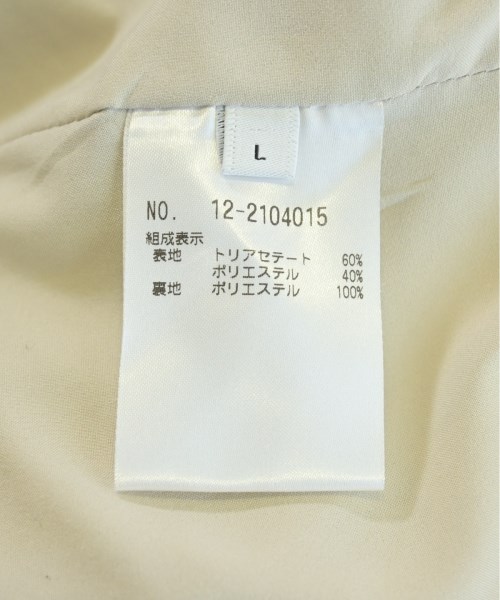 L
NO. 12-2104015
組成表示
表地 トリアセテート 60%
ポリエステル 40%
裏地 ポリエステル 100%